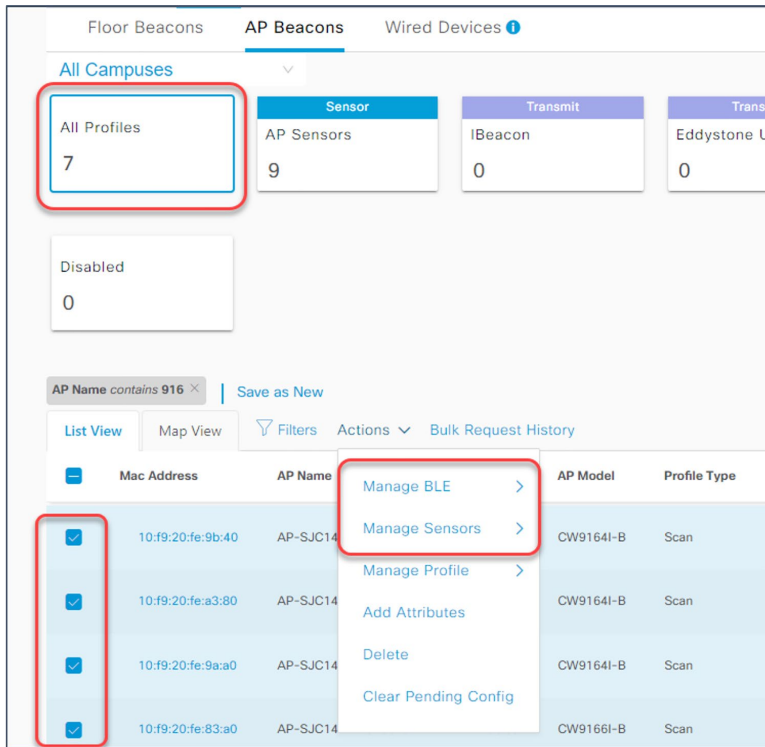 Floor Beacons AP Beacons Wired Devices
All Campuses
Sensor Transmit Trans
All Profiles AP Sensors IBeacon Eddystone U
7 9 0 0
Disabled
0
AP Name contains 916 × Save as New
List View Map View Filters Actions Bulk Request History
Mac Address AP Name AP Model Profile Type
Manage BLE
Manage Sensors
10:f9:20:fe:9b:40 AP-SJC14 CW9164I-B Scan
Manage Profile
10:f9:20:fe:a3:80 AP-SJC14 CW9164I-B Scan
Add Attributes
Delete
10:f9:20:fe:9a:a0 AP-SJC14 CW9164I-B Scan
Clear Pending Config
10:f9:20:fe:83:a0 AP-SJC14 CW9166I-B Scan